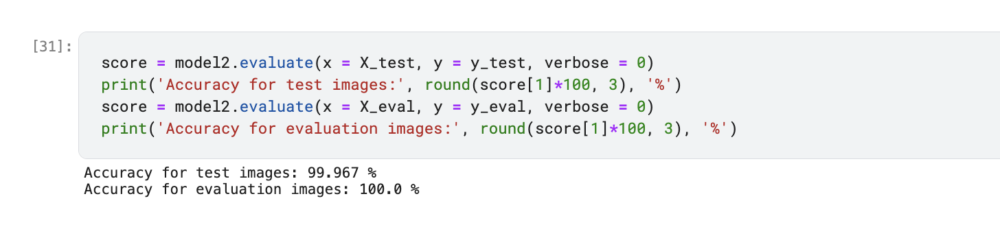 [31]:
score = model2.evaluate(x = X_test, y = y_test, verbose = 0)
print('Accuracy for test images:', round(score[1]*100, 3), '%')
score = model2.evaluate(x = X_eval, y = y_eval, verbose = 0)
print('Accuracy for evaluation images:', round(score[1]*100, 3), '%')
Accuracy for test images: 99.967 %
Accuracy for evaluation images: 100.0 %